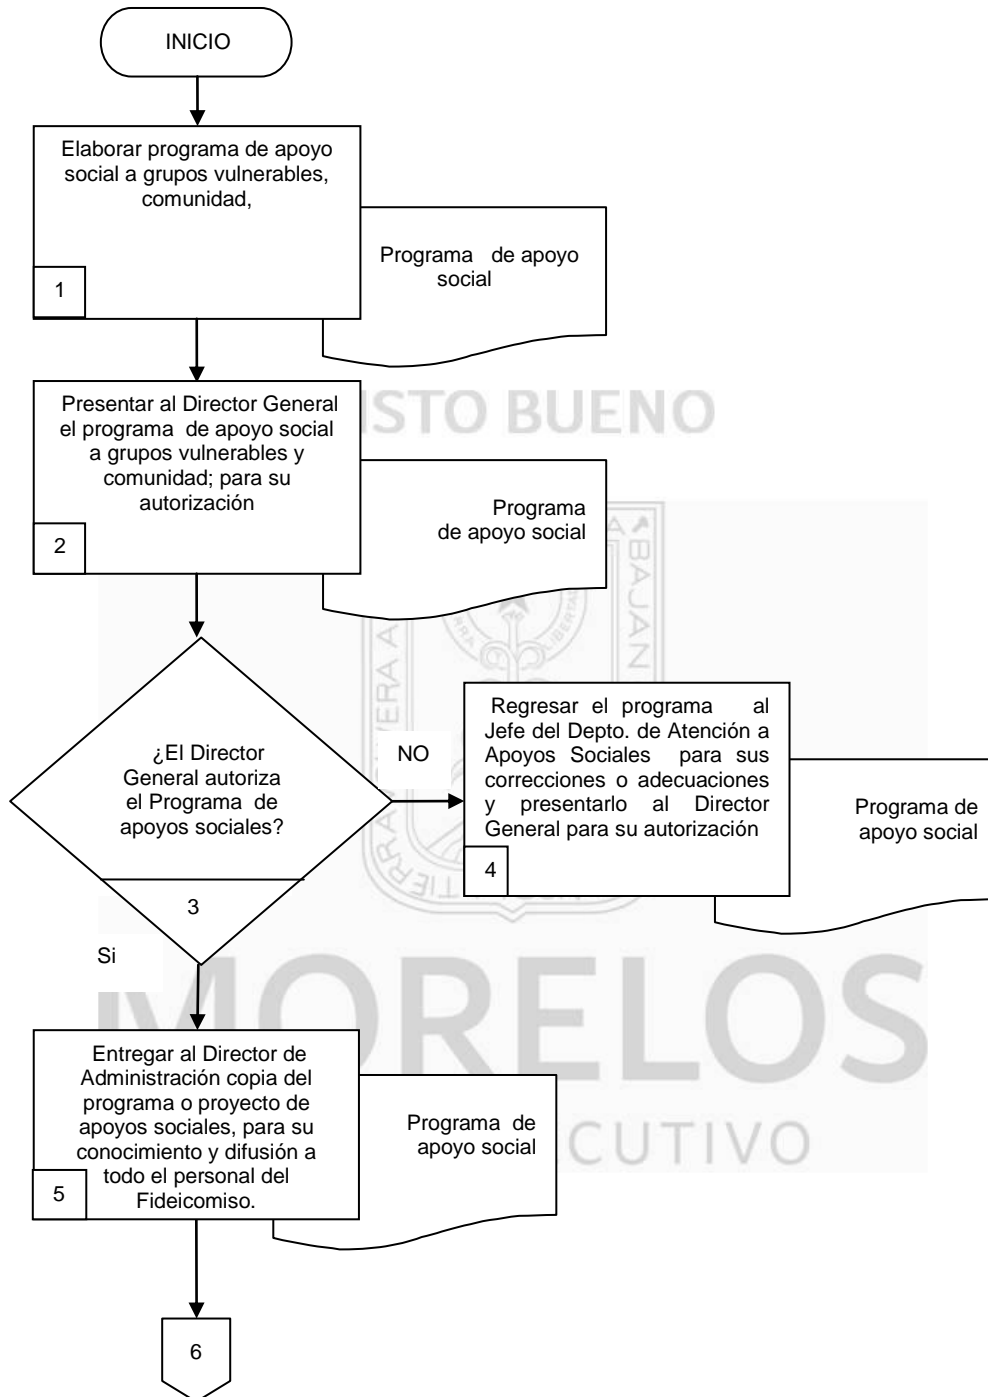 INICIO
Elaborar programa de apoyo
social a grupos vulnerables,
comunidad,
1
Programa de apoyo
social
Presentar al Director General
el programa de apoyo social
a grupos vulnerables y
comunidad; para su
autorización
2
Programa
de apoyo social
ISTO BUENO
¿El Director
General autoriza
el Programa de
apoyos sociales?
3
NO
Regresar el programa al
Jefe del Depto. de Atención a
Apoyos Sociales para sus
correcciones o adecuaciones
y presentarlo al Director
General para su autorización
4
Programa de
apoyo social
Si
MORELOS
Entregar al Director de
Administración copia del
programa o proyecto de
apoyos sociales, para su
conocimiento y difusión a
todo el personal del
Fideicomiso.
5
Programa de
apoyo social
CUTIVO
6